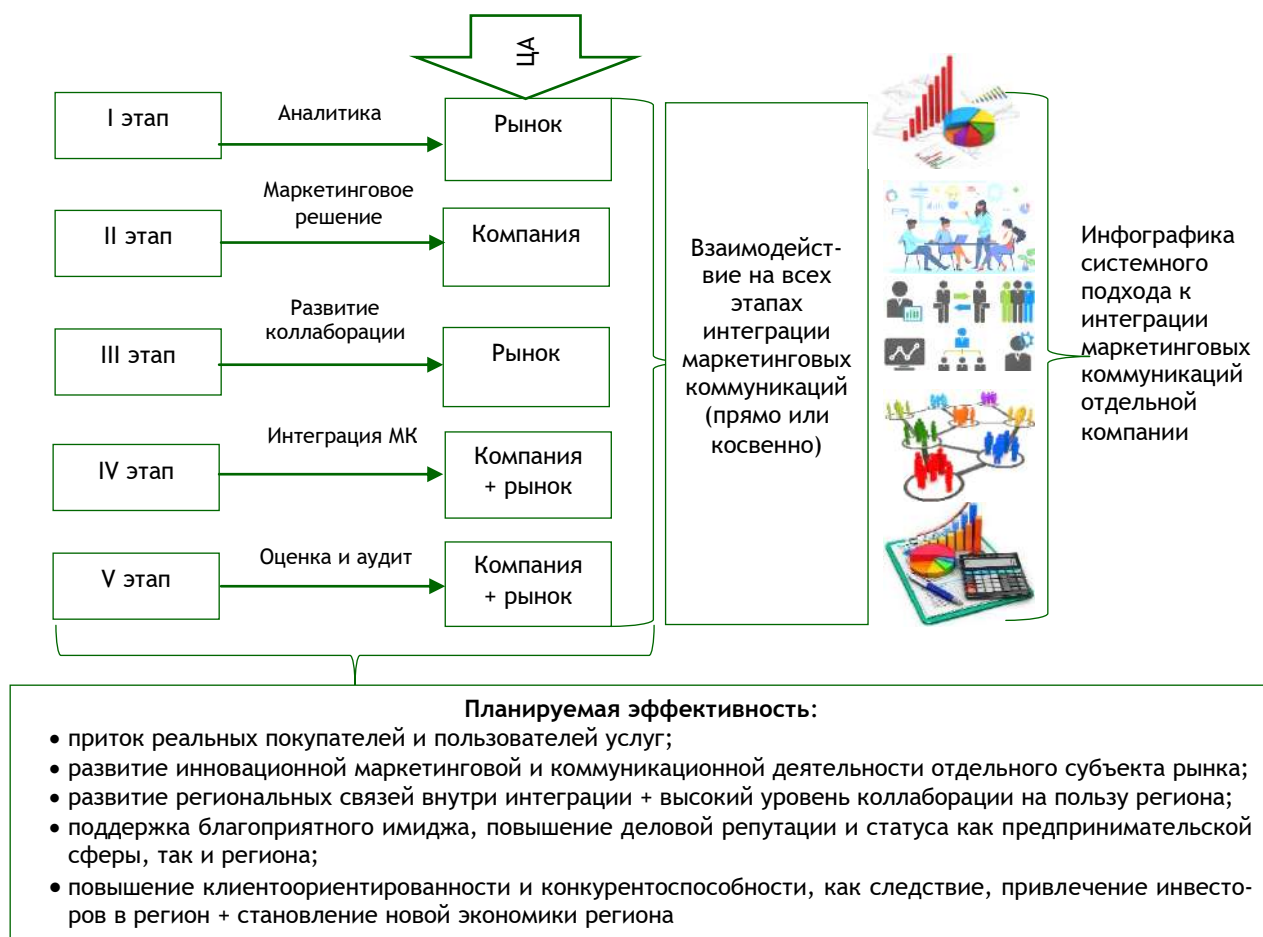 ЦА
I этап
Аналитика
Рынок
II этап
Маркетинговое
решение
Компания
III этап
Развитие
коллаборации
Рынок
IV этап
Интеграция МК
Компания
+ рынок
V этап
Оценка и аудит
Компания
+ рынок
Взаимодейст-
вие на всех
этапах
интеграции
маркетинговых
коммуникаций
(прямо или
косвенно)
Инфографика
системного
подхода к
интеграции
маркетинговых
коммуникаций
отдельной
компании
Планируемая эффективность:
• приток реальных покупателей и пользователей услуг;
• развитие инновационной маркетинговой и коммуникационной деятельности отдельного субъекта рынка;
• развитие региональных связей внутри интеграции + высокий уровень коллаборации на пользу региона;
• поддержка благоприятного имиджа, повышение деловой репутации и статуса как предпринимательской
сферы, так и региона;
• повышение клиентоориентированности и конкурентоспособности, как следствие, привлечение инвесто-
ров в регион + становление новой экономики региона